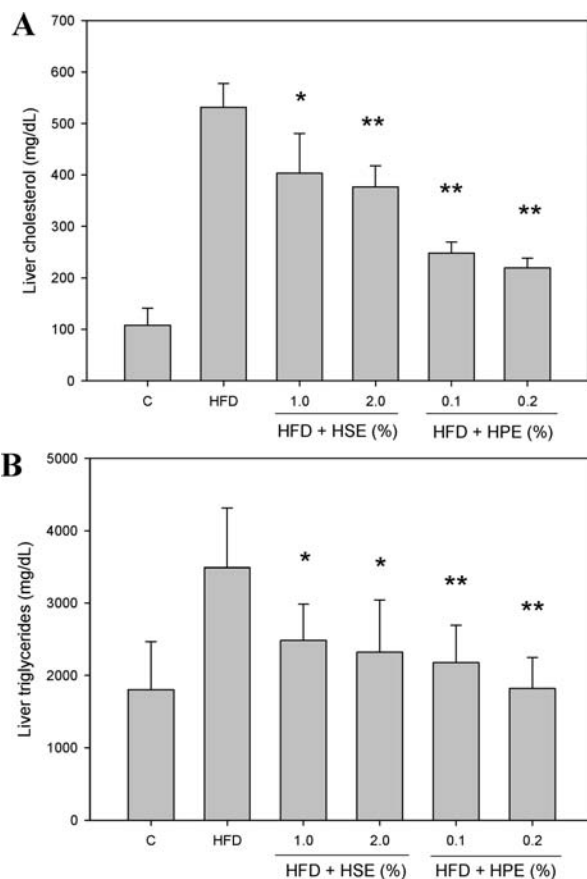 A
Liver cholesterol (mg/dL)
700
600
500
400
300
200
100
0
*
**
**
**
C HFD 1.0 2.0 0.1 0.2
HFD + HSE (%) HFD + HPE (%)
B
Liver triglycerides (mg/dL)
5000
4000
3000
2000
1000
0
*
*
**
**
C HFD 1.0 2.0 0.1 0.2
HFD + HSE (%) HFD + HPE (%)